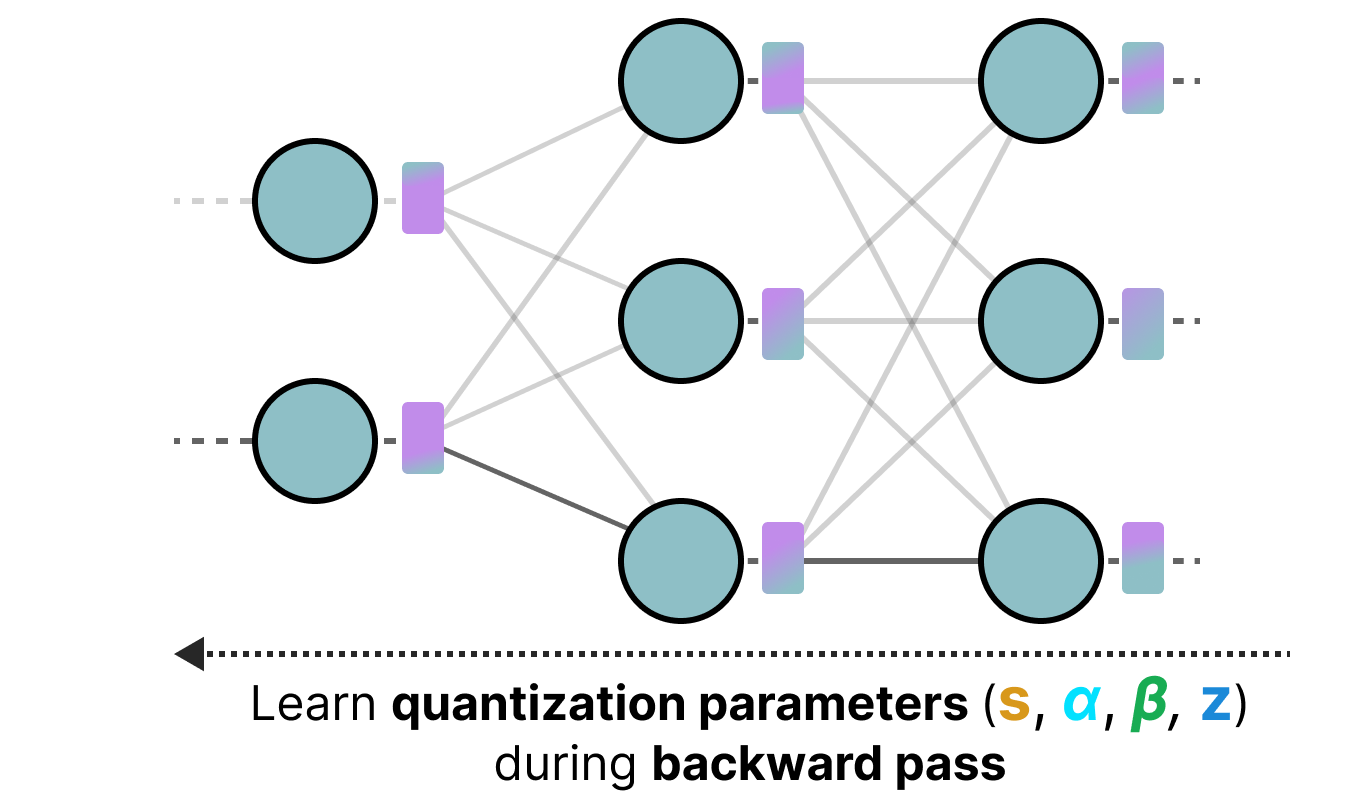 Learn quantization parameters (s, α, β, z)
during backward pass